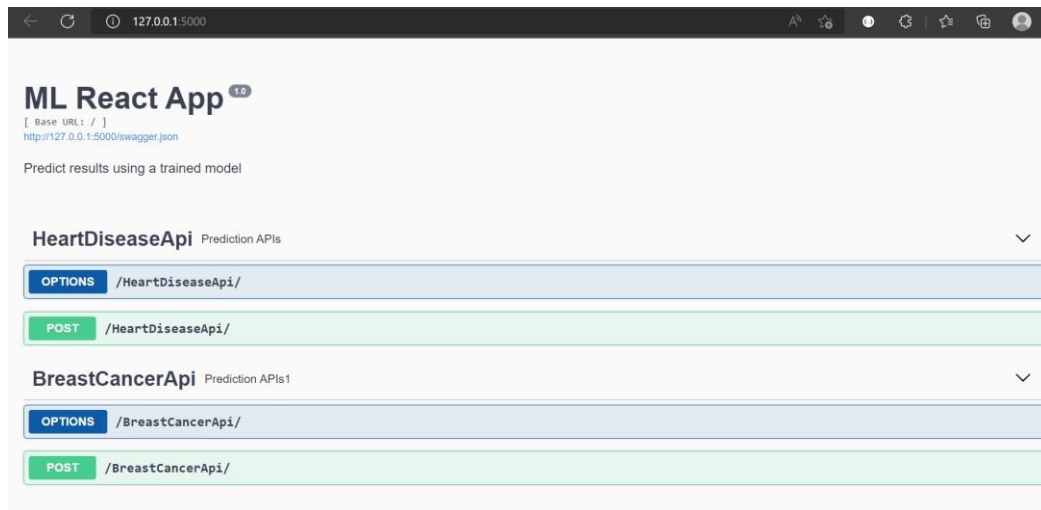 127.0.0.1:5000
ML React App 1.0
[ Base URL: / ]
http://127.0.0.1:5000/swagger.json
Predict results using a trained model
HeartDiseaseApi Prediction APIs
OPTIONS /HeartDiseaseApi/
POST /HeartDiseaseApi/
BreastCancerApi Prediction APIs1
OPTIONS /BreastCancerApi/
POST /BreastCancerApi/